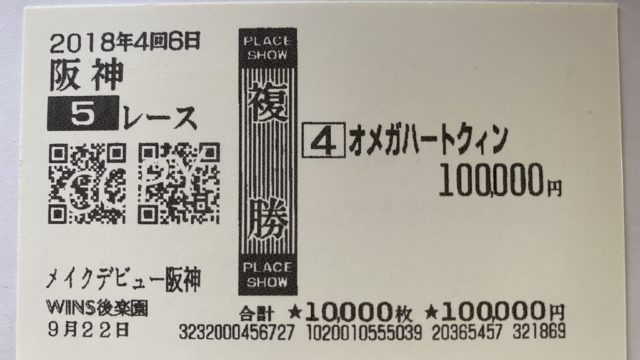 2018年4回6日
阪神
5レース
COPY
メイクデビュー阪神
WINS後楽園
9月22日
PLACE
SHOW
複勝
PLACE
SHOW
4 オメガハートクィン
100,000円
合計 ★10,000枚 ★100,000円
3232000456727 1020010555039 20365457 321869